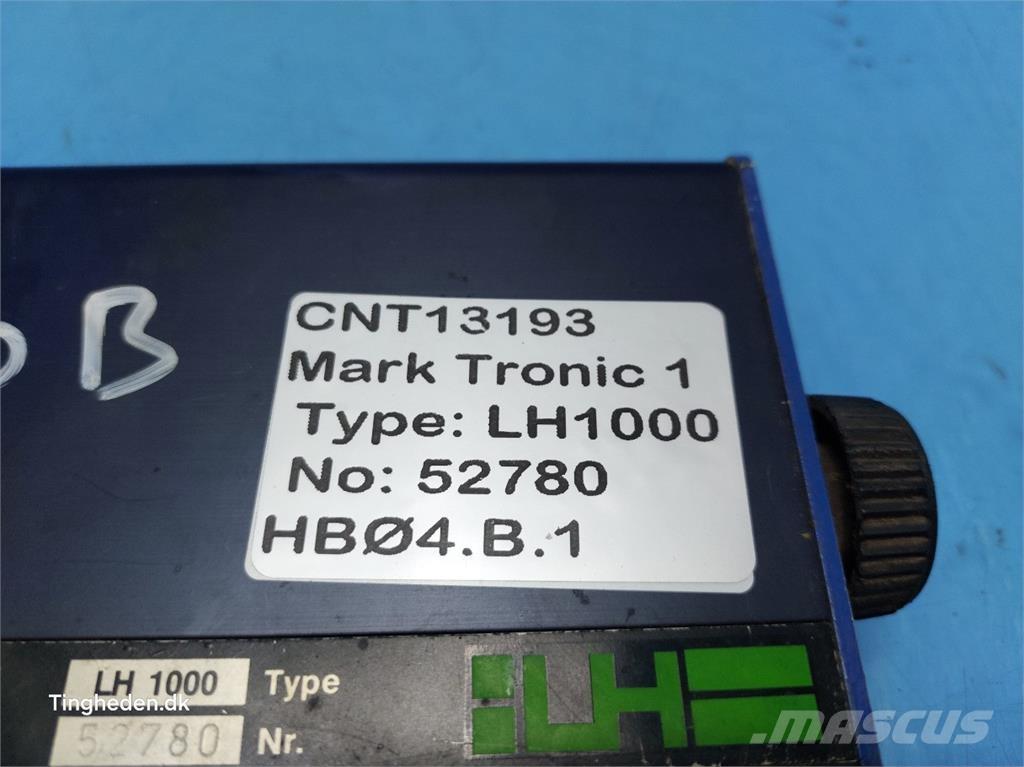 B
CNT13193
Mark Tronic 1
Type: LH1000
No: 52780
HBØ4.B.1
LH 1000 Type
LH
Tingheden.dk
52780 Nr.
MASCUS